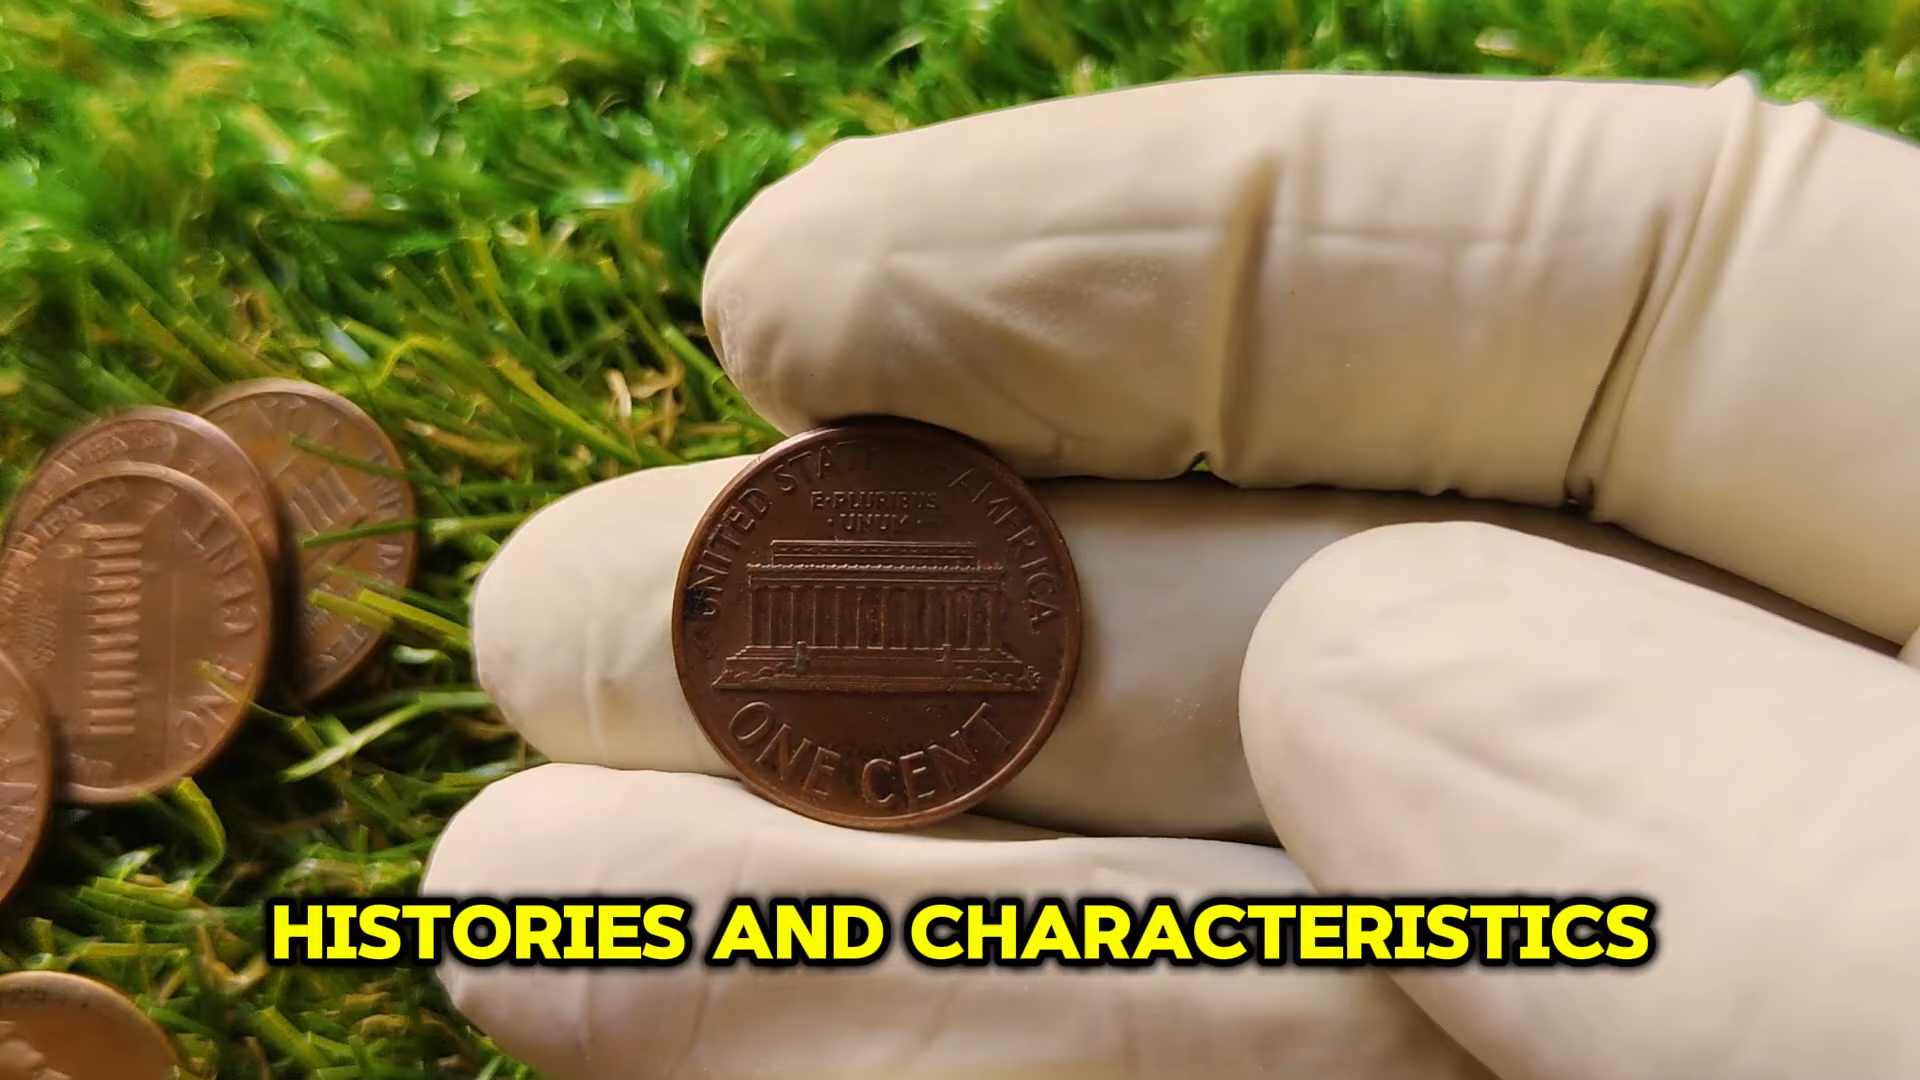 UNITED STATES OF AMERICA
E·PLURIBUS
·UNUM·
ONE CENT
HISTORIES AND CHARACTERISTICS